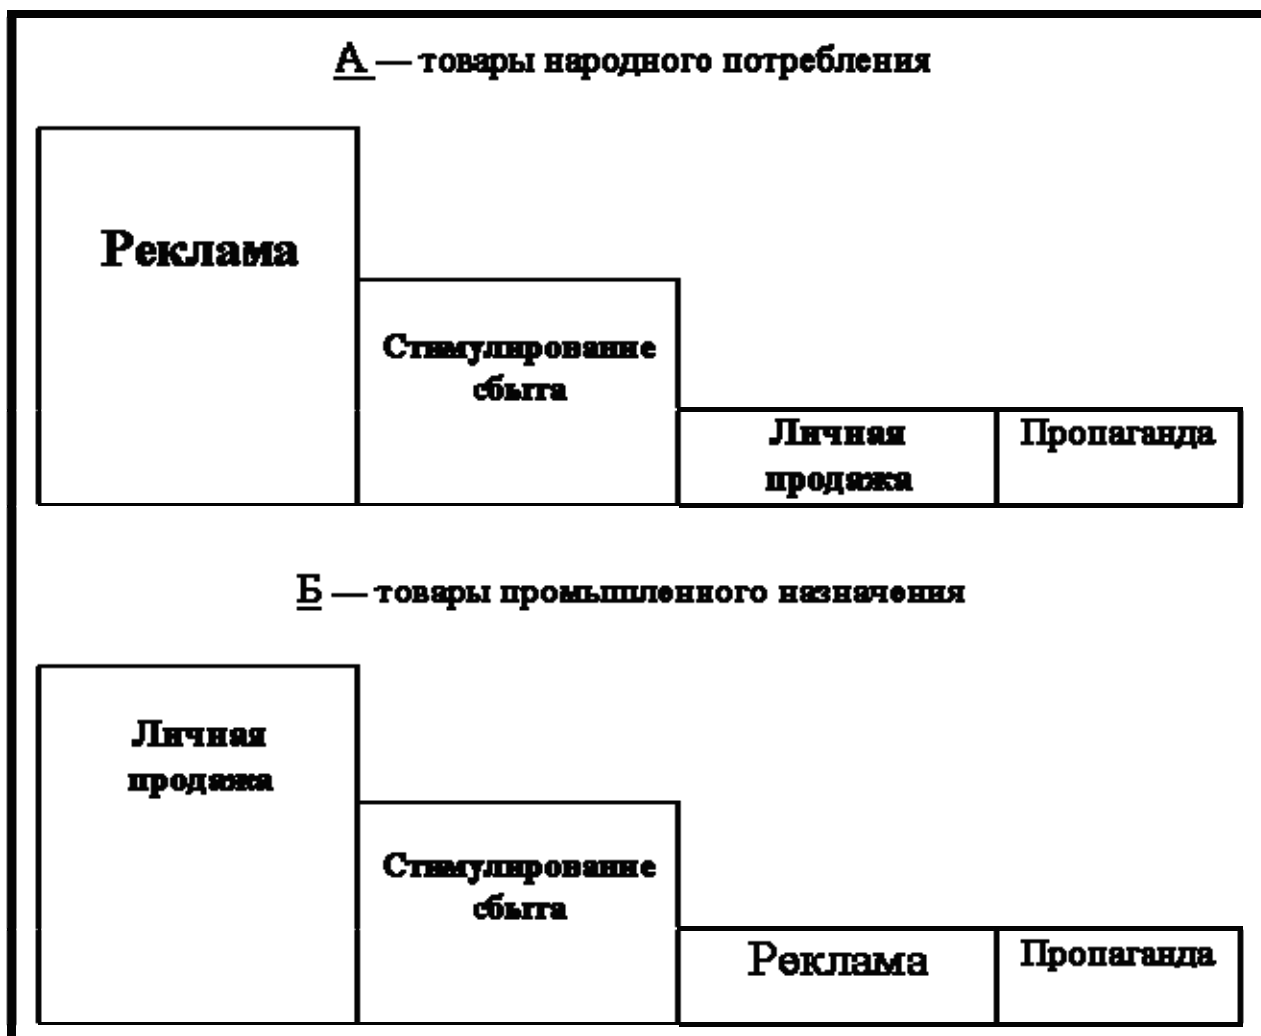 А — товары народного потребления
Реклама
Стимулирование
сбыта
Личная
продажа
Пропаганда
Б — товары промышленного назначения
Личная
продажа
Стимулирование
сбыта
Реклама
Пропаганда